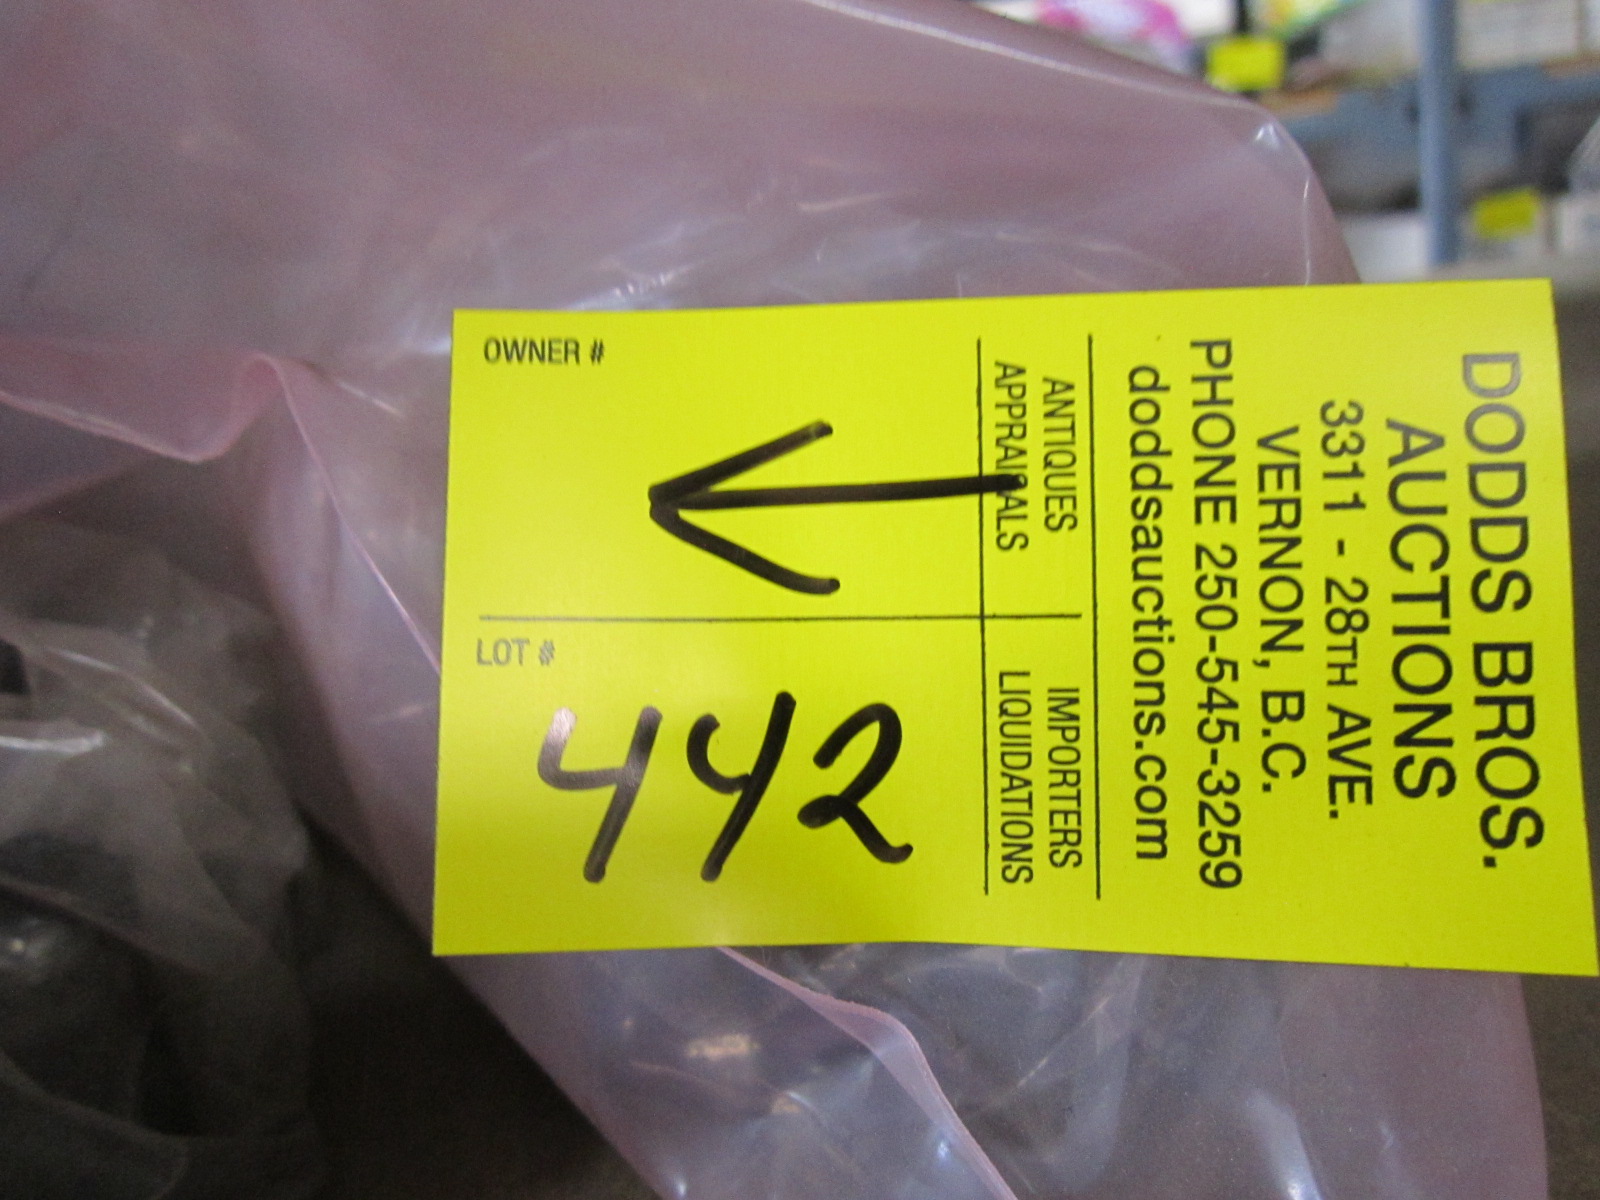 DODDS BROS.
AUCTIONS
3311 - 28TH AVE.
VERNON, B.C.
PHONE 250-545-3259
doddsauctions.com
ANTIQUES IMPORTERS
APPRAISALS LIQUIDATIONS
OWNER #
LOT #
442